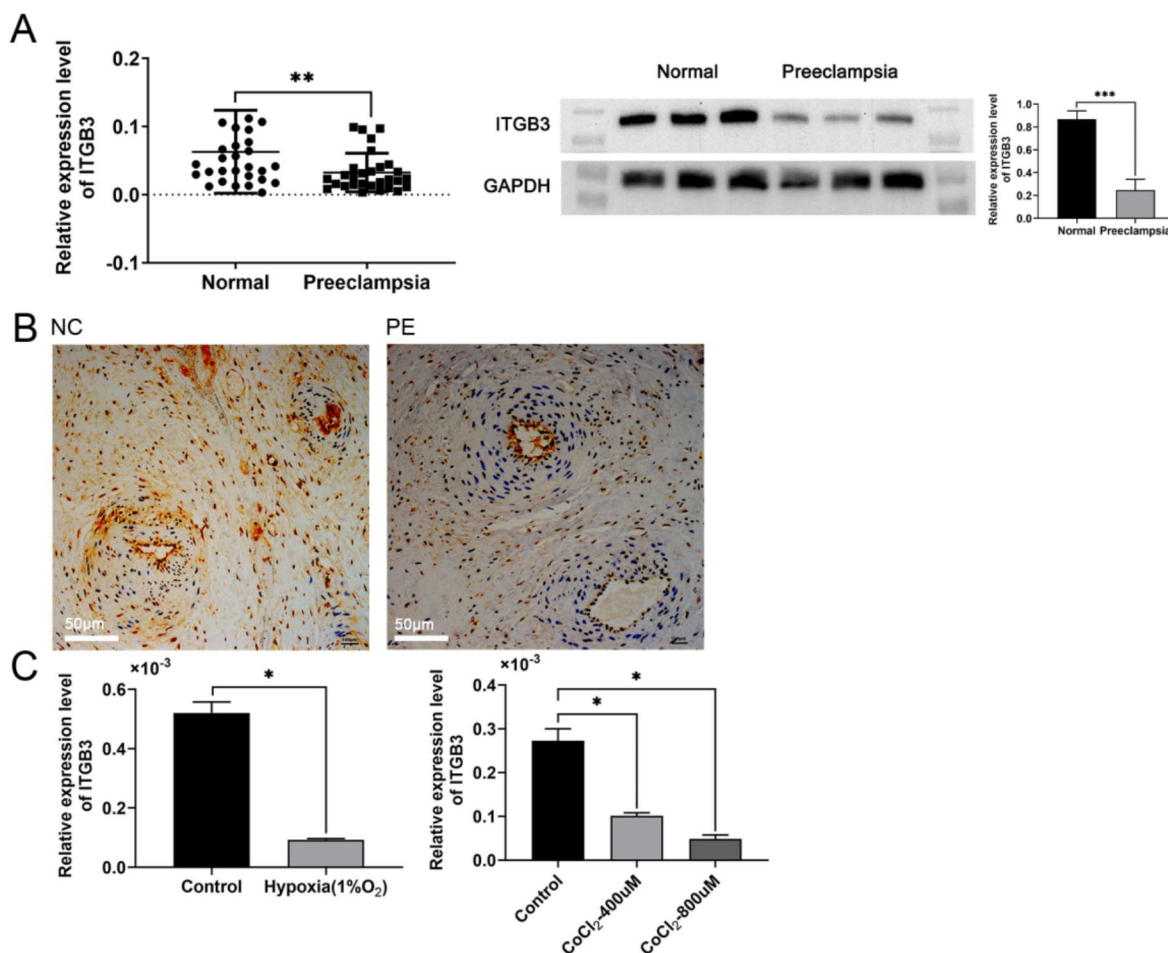 A
Relative expression level
of ITGB3
0.2
0.1
0.0
-0.1
**
Normal
Preeclampsia
Normal
Preeclampsia
ITGB3
GAPDH
Relative expression level
of ITGB3
1.0
0.8
0.6
0.4
0.2
0.0
***
Normal
Preeclampsia
B
NC
50μm
PE
50μm
C
×10⁻³
Relative expression level
of ITGB3
0.6
0.4
0.2
0.0
*
Control
Hypoxia(1%O₂)
×10⁻³
Relative expression level
of ITGB3
0.4
0.3
0.2
0.1
0.0
*
*
Control
CoCl₂-400uM
CoCl₂-800uM